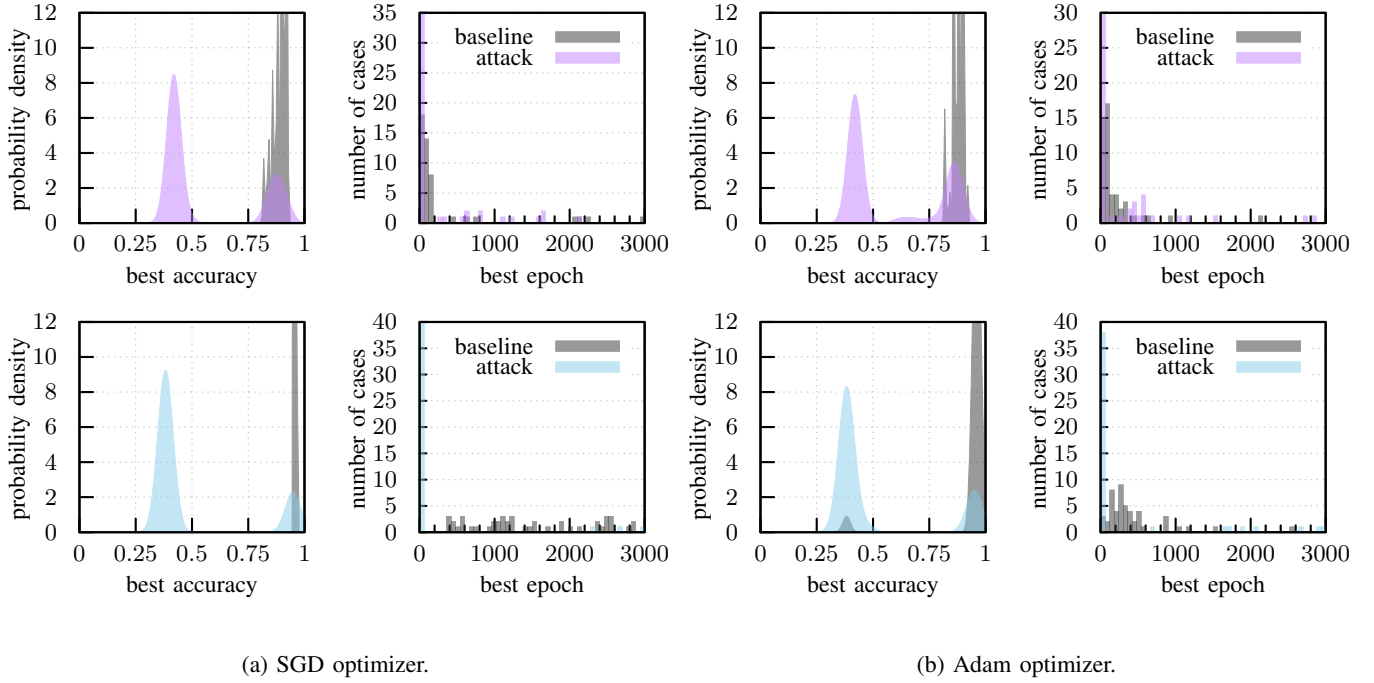 probability density
12
10
8
6
4
2
0
0 0.25 0.5 0.75 1
best accuracy
number of cases
35
30
25
20
15
10
5
0
0 1000 2000 3000
best epoch
baseline
attack
probability density
12
10
8
6
4
2
0
0 0.25 0.5 0.75 1
best accuracy
number of cases
30
25
20
15
10
5
0
0 1000 2000 3000
best epoch
baseline
attack
probability density
12
10
8
6
4
2
0
0 0.25 0.5 0.75 1
best accuracy
number of cases
40
35
30
25
20
15
10
5
0
0 1000 2000 3000
best epoch
baseline
attack
probability density
12
10
8
6
4
2
0
0 0.25 0.5 0.75 1
best accuracy
number of cases
40
35
30
25
20
15
10
5
0
0 1000 2000 3000
best epoch
baseline
attack
(a) SGD optimizer.
(b) Adam optimizer.